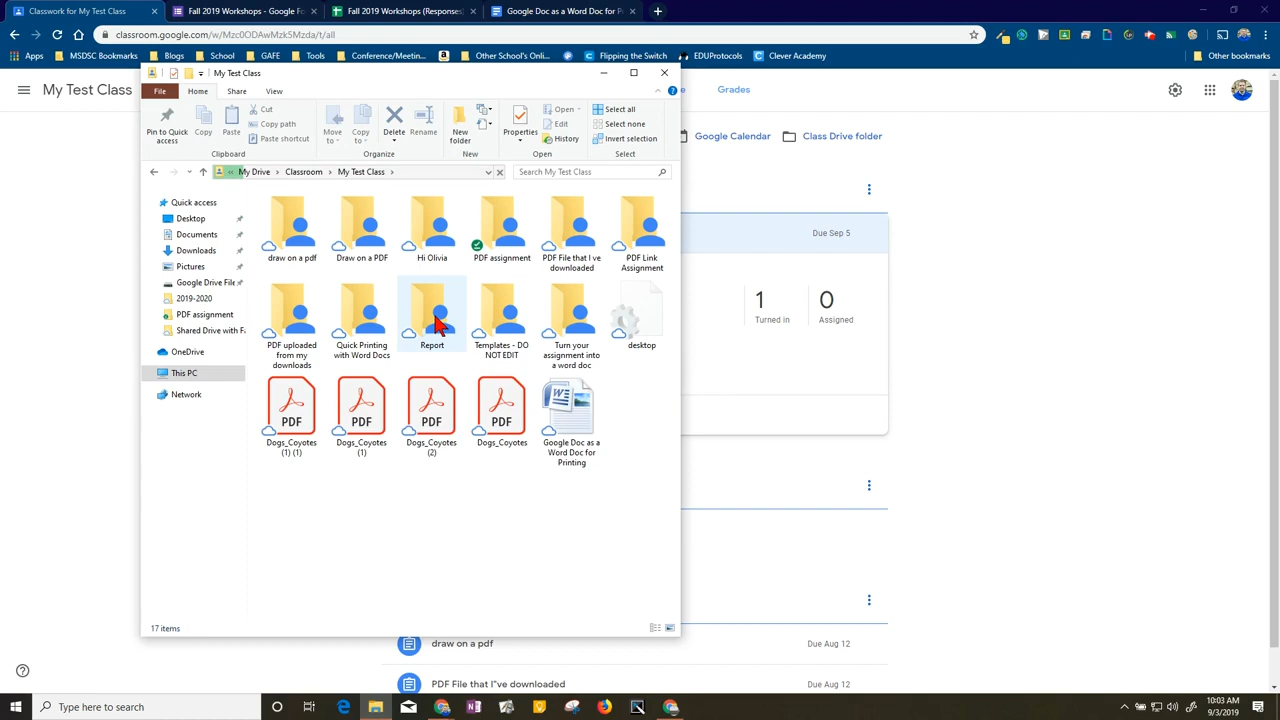 Classwork for My Test Class
Fall 2019 Workshops - Google Fo
Fall 2019 Workshops (Responses)
Google Doc as a Word Doc for P
classroom.google.com/w/Mzc0ODAwMzk5Mzda/t/all
Apps
MSDSC Bookmarks
Blogs
School
GAFE
Tools
Conference/Meetin...
Other School's Onli...
Flipping the Switch
EDUProtocols
Clever Academy
Other bookmarks
My Test Class
Grades
Google Calendar
Class Drive folder
Due Sep 5
1
0
Turned in
Assigned
My Test Class
File
Home
Share
View
Pin to Quick access
Copy
Paste
Cut
Copy path
Paste shortcut
Clipboard
Move to
Copy to
Delete
Rename
Organize
New folder
New
Properties
Open
Edit
History
Open
Select all
Select none
Invert selection
Select
« My Drive > Classroom > My Test Class >
Search My Test Class
Quick access
Desktop
Documents
Downloads
Pictures
Google Drive File
2019-2020
PDF assignment
Shared Drive with Fa
OneDrive
This PC
Network
draw on a pdf
Draw on a PDF
Hi Olivia
PDF assignment
PDF File that I ve
downloaded
PDF Link
Assignment
PDF uploaded
from my
downloads
Quick Printing
with Word Docs
Report
Templates - DO
NOT EDIT
Turn your
assignment into
a word doc
desktop
PDF
PDF
PDF
PDF
Dogs_Coyotes
(1) (1)
Dogs_Coyotes
(1)
Dogs_Coyotes
(2)
Dogs_Coyotes
Google Doc as a
Word Doc for
Printing
17 items
draw on a pdf
Due Aug 12
PDF File that I"ve downloaded
Due Aug 12
Type here to search
10:03 AM
9/3/2019